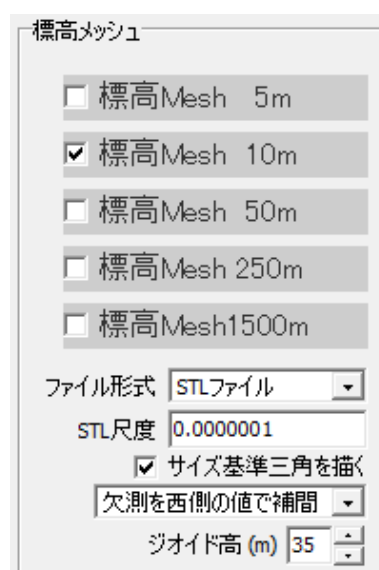 標高メッシュ
標高Mesh 5m
標高Mesh 10m
標高Mesh 50m
標高Mesh 250m
標高Mesh1500m
ファイル形式 STLファイル
STL尺度 0.0000001
サイズ基準三角を描く
欠測を西側の値で補間
ジオイド高 (m) 35